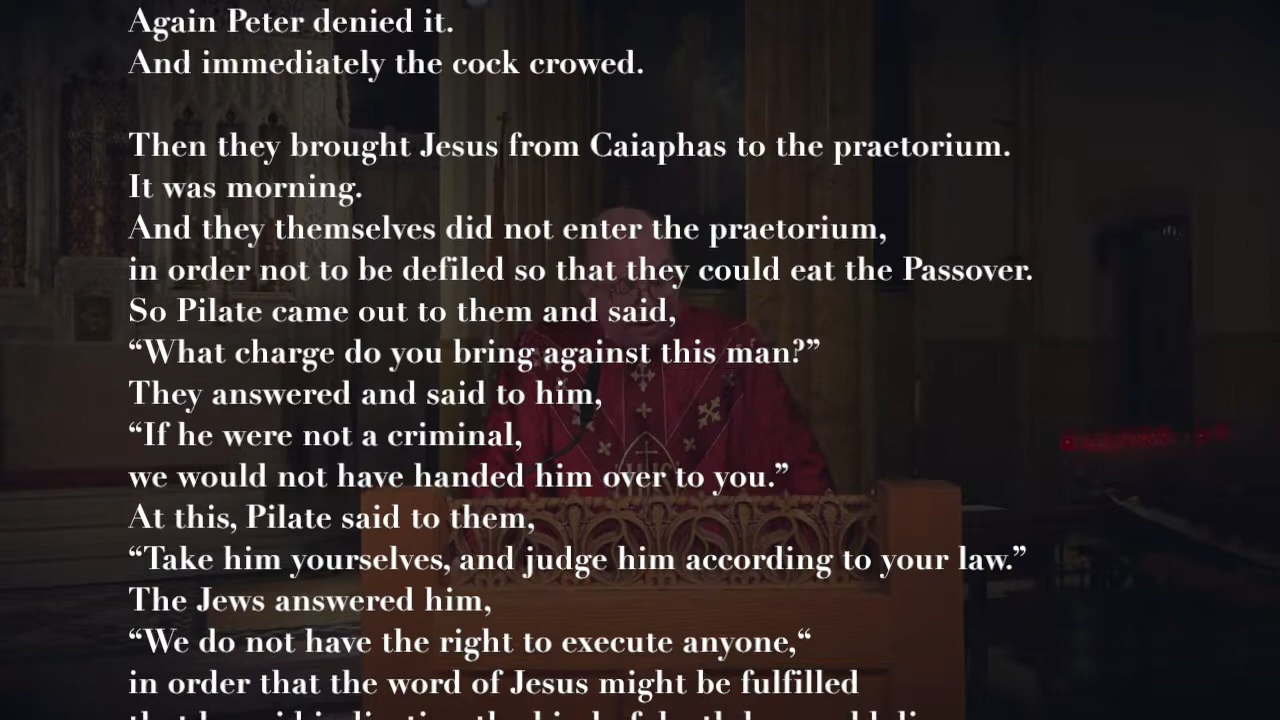 Again Peter denied it.
And immediately the cock crowed.
Then they brought Jesus from Caiaphas to the praetorium.
It was morning.
And they themselves did not enter the praetorium,
in order not to be defiled so that they could eat the Passover.
So Pilate came out to them and said,
“What charge do you bring against this man?”
They answered and said to him,
“If he were not a criminal,
we would not have handed him over to you.”
At this, Pilate said to them,
“Take him yourselves, and judge him according to your law.”
The Jews answered him,
“We do not have the right to execute anyone,“
in order that the word of Jesus might be fulfilled